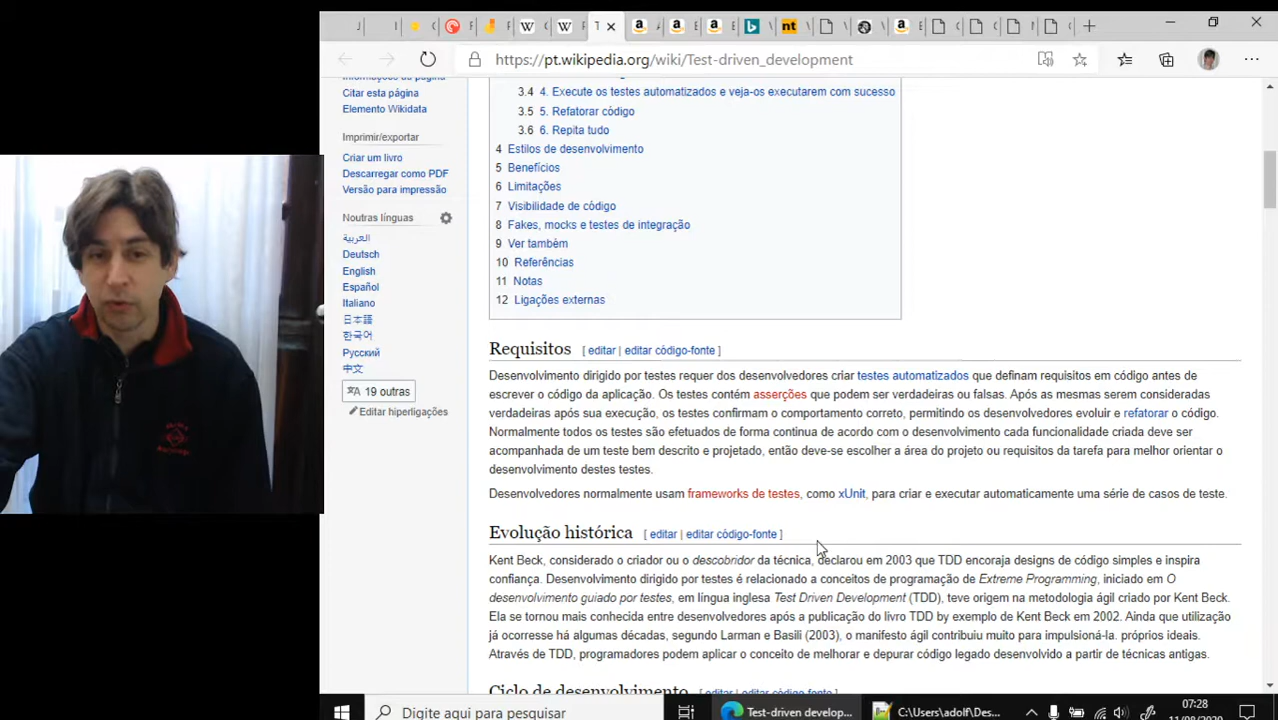 https://pt.wikipedia.org/wiki/Test-driven_development
Informações da página
Citar esta página
Elemento Wikidata
Imprimir/exportar
Criar um livro
Descarregar como PDF
Versão para impressão
Noutras línguas
العربية
Deutsch
English
Español
Italiano
日本語
한국어
Русский
中文
19 outras
Editar hiperligações
3.4 4. Execute os testes automatizados e veja-os executarem com sucesso
3.5 5. Refatorar código
3.6 6. Repita tudo
4 Estilos de desenvolvimento
5 Benefícios
6 Limitações
7 Visibilidade de código
8 Fakes, mocks e testes de integração
9 Ver também
10 Referências
11 Notas
12 Ligações externas
Requisitos [ editar | editar código-fonte ]
Desenvolvimento dirigido por testes requer dos desenvolvedores criar testes automatizados que definam requisitos em código antes de
escrever o código da aplicação. Os testes contém asserções que podem ser verdadeiras ou falsas. Após as mesmas serem consideradas
verdadeiras após sua execução, os testes confirmam o comportamento correto, permitindo os desenvolvedores evoluir e refatorar o código.
Normalmente todos os testes são efetuados de forma continua de acordo com o desenvolvimento cada funcionalidade criada deve ser
acompanhada de um teste bem descrito e projetado, então deve-se escolher a área do projeto ou requisitos da tarefa para melhor orientar o
desenvolvimento destes testes.
Desenvolvedores normalmente usam frameworks de testes, como xUnit, para criar e executar automaticamente uma série de casos de teste.
Evolução histórica [ editar | editar código-fonte ]
Kent Beck, considerado o criador ou o descobridor da técnica, declarou em 2003 que TDD encoraja designs de código simples e inspira
confiança. Desenvolvimento dirigido por testes é relacionado a conceitos de programação de Extreme Programming, iniciado em O
desenvolvimento guiado por testes, em língua inglesa Test Driven Development (TDD), teve origem na metodologia ágil criado por Kent Beck.
Ela se tornou mais conhecida entre desenvolvedores após a publicação do livro TDD by exemplo de Kent Beck em 2002. Ainda que utilização
já ocorresse há algumas décadas, segundo Larman e Basili (2003), o manifesto ágil contribuiu muito para impulsioná-la. próprios ideais.
Através de TDD, programadores podem aplicar o conceito de melhorar e depurar código legado desenvolvido a partir de técnicas antigas.
Ciclo de desenvolvimento [ editar | editar código-fonte ]
Digite aqui para pesquisar
Test-driven develop...
C:\Users\adolf\Des...
07:28